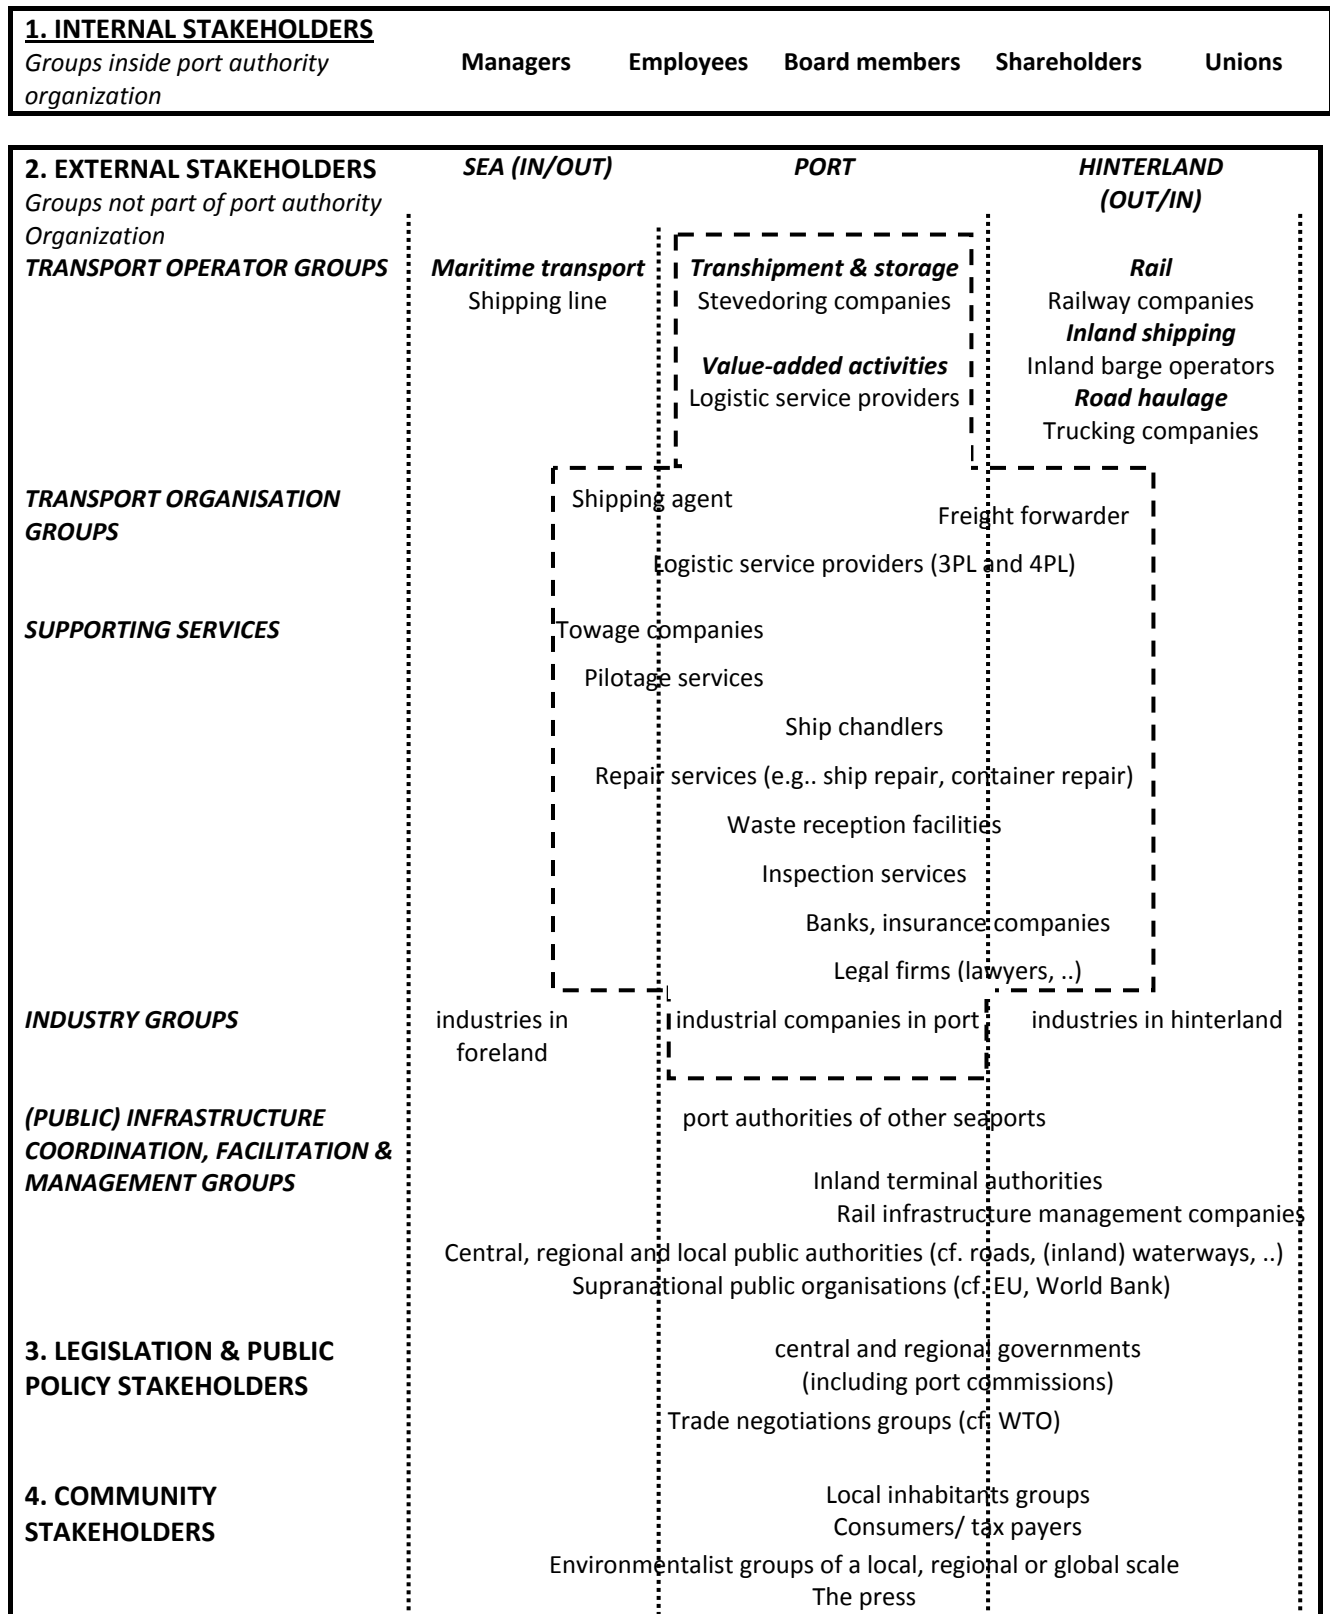 1. INTERNAL STAKEHOLDERS
Groups inside port authority
organization
Managers Employees Board members Shareholders Unions
2. EXTERNAL STAKEHOLDERS
Groups not part of port authority
Organization
SEA (IN/OUT) PORT HINTERLAND
(OUT/IN)
TRANSPORT OPERATOR GROUPS
Maritime transport
Shipping line
Transhipment & storage
Stevedoring companies
Value-added activities
Logistic service providers
Rail
Railway companies
Inland shipping
Inland barge operators
Road haulage
Trucking companies
TRANSPORT ORGANISATION
GROUPS
Shipping agent
Freight forwarder
Logistic service providers (3PL and 4PL)
SUPPORTING SERVICES
Towage companies
Pilotage services
Ship chandlers
Repair services (e.g.. ship repair, container repair)
Waste reception facilities
Inspection services
Banks, insurance companies
Legal firms (lawyers, ..)
INDUSTRY GROUPS
industries in
foreland
industrial companies in port
industries in hinterland
(PUBLIC) INFRASTRUCTURE
COORDINATION, FACILITATION &
MANAGEMENT GROUPS
port authorities of other seaports
Inland terminal authorities
Rail infrastructure management companies
Central, regional and local public authorities (cf. roads, (inland) waterways, ..)
Supranational public organisations (cf. EU, World Bank)
3. LEGISLATION & PUBLIC
POLICY STAKEHOLDERS
central and regional governments
(including port commissions)
Trade negotiations groups (cf. WTO)
4. COMMUNITY
STAKEHOLDERS
Local inhabitants groups
Consumers/ tax payers
Environmentalist groups of a local, regional or global scale
The press